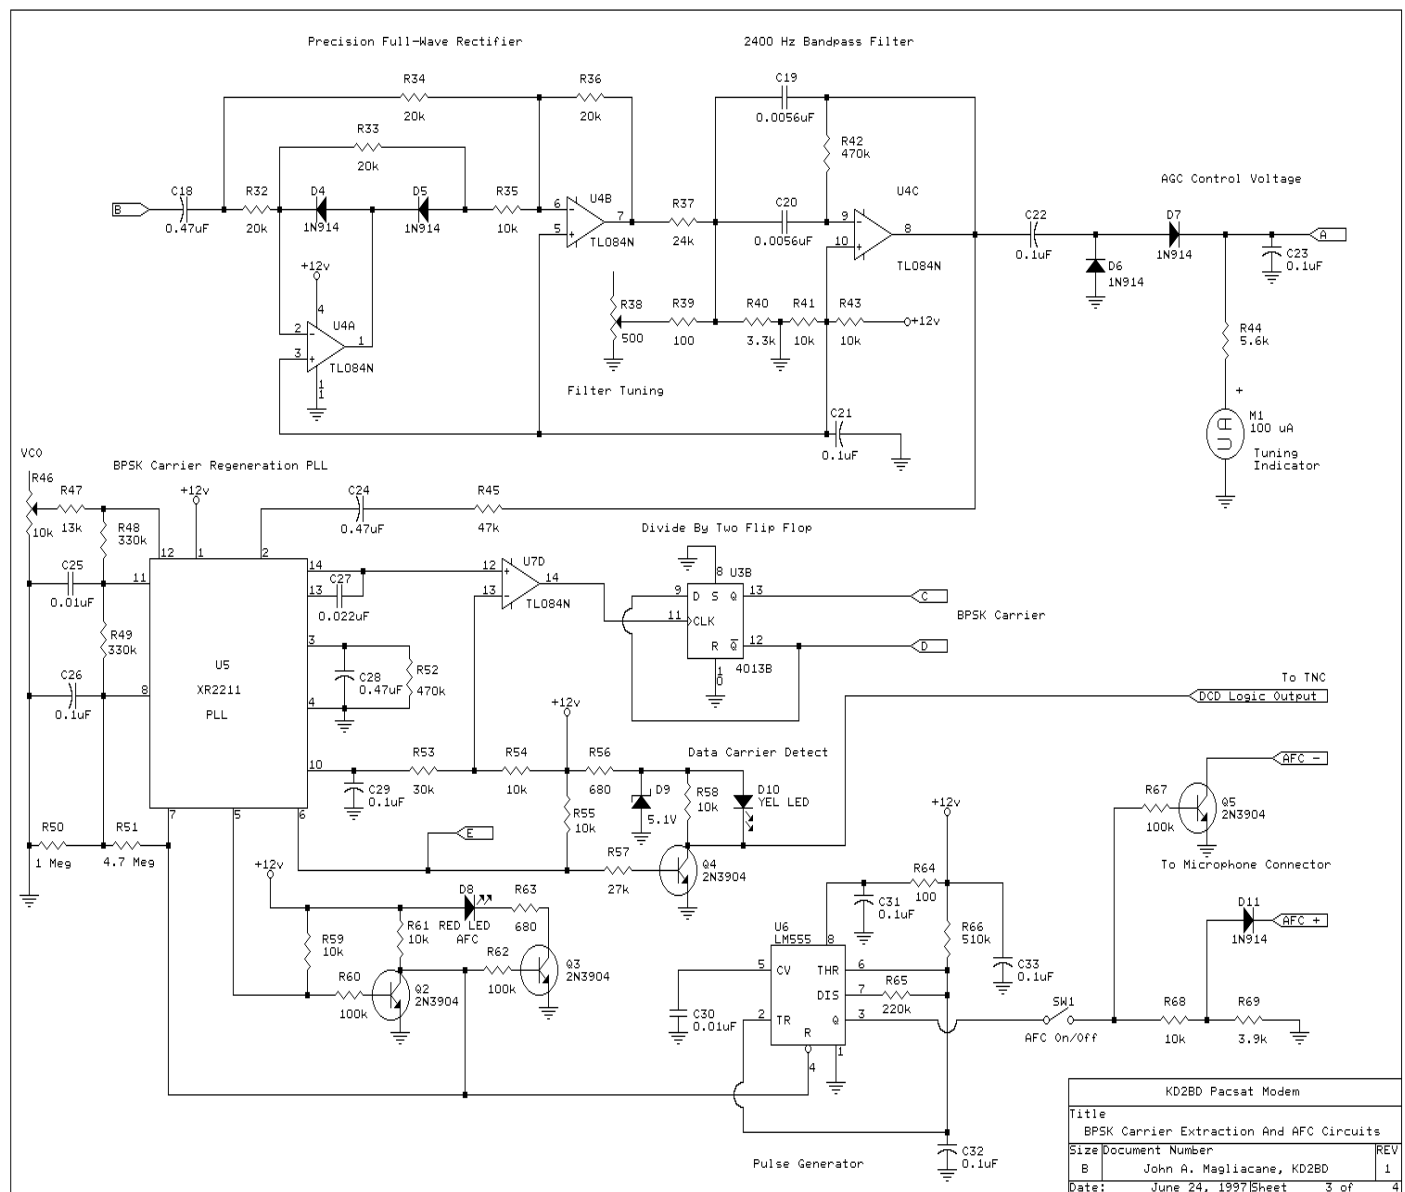 Precision Full-Wave Rectifier
2400 Hz Bandpass Filter
R34
20k
R36
20k
C19
0.0056uF
R33
20k
R42
470k
AGC Control Voltage
B
C18
0.47uF
R32
20k
D4
1N914
D5
1N914
R35
10k
6
5
-
+
U4B
7
TL084N
R37
24k
C20
0.0056uF
9
10
-
+
U4C
8
TL084N
C22
0.1uF
D6
1N914
D7
1N914
A
C23
0.1uF
+12v
4
2
3
-
+
U4A
1
TL084N
11
R38
500
R39
100
R40
3.3k
R41
10k
R43
10k
+12v
Filter Tuning
R44
5.6k
+
UA
M1
100 uA
Tuning
Indicator
C21
0.1uF
VCO
BPSK Carrier Regeneration PLL
R46
10k
R47
13k
R48
330k
+12v
C24
0.47uF
R45
47k
Divide By Two Flip Flop
12
1
2
C25
0.01uF
11
14
13
C27
0.022uF
12
13
+
-
U7D
14
TL084N
8
U3B
9
D S Q
13
11
CLK
R Q
12
10
4013B
C
D
BPSK Carrier
R49
330k
U5
XR2211
PLL
3
4
C28
0.47uF
R52
470k
C26
0.1uF
8
To TNC
DCD Logic Output
+12v
10
C29
0.1uF
R53
30k
R54
10k
R56
680
Data Carrier Detect
D9
5.1V
R58
10k
D10
YEL LED
AFC -
R67
100k
Q5
2N3904
7
5
6
R50
1 Meg
R51
4.7 Meg
E
R55
10k
R57
27k
Q4
2N3904
+12v
To Microphone Connector
+12v
D8
RED LED
AFC
R63
680
R64
100
C31
0.1uF
D11
1N914
AFC +
R59
10k
R61
10k
R62
100k
Q3
2N3904
R60
100k
Q2
2N3904
U6
LM555
8
R66
510k
C33
0.1uF
5
CV
THR
6
DIS
7
R65
220k
2
TR
Q
3
R
4
1
C30
0.01uF
SW1
AFC On/Off
R68
10k
R69
3.9k
C32
0.1uF
Pulse Generator
KD2BD Pacsat Modem
Title
BPSK Carrier Extraction And AFC Circuits
Size Document Number REV
B John A. Magliacane, KD2BD 1
Date: June 24, 1997 Sheet 3 of 4